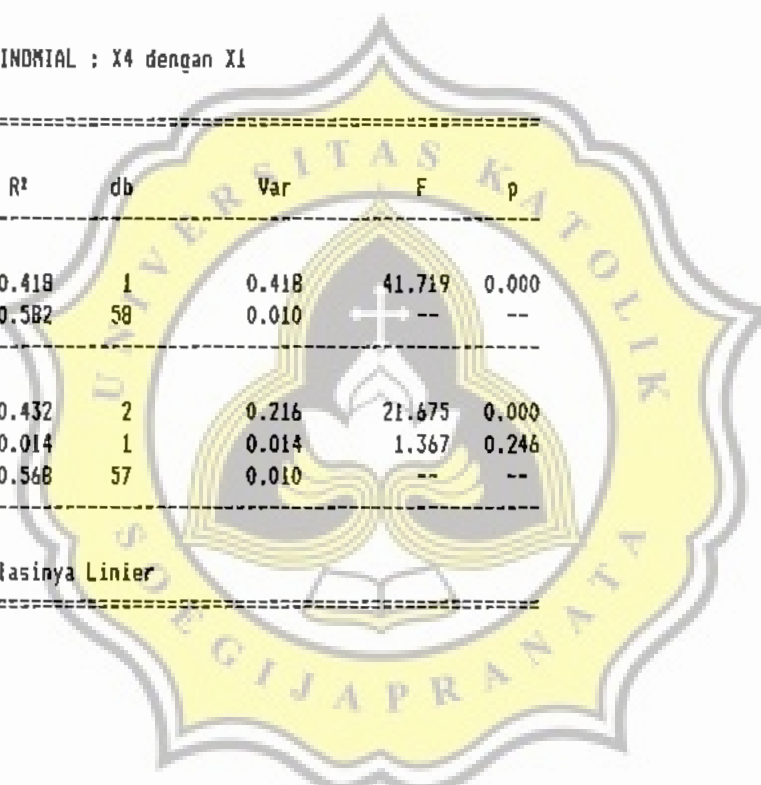 INOMIAL : X4 dengan X1
R² db Var F p
0.418 1 0.418 41.719 0.000
0.582 58 0.010 -- --
0.432 2 0.216 21.675 0.000
0.014 1 0.014 1.367 0.246
0.568 57 0.010 -- --
lasinya Linier
UNIVERSITAS KATOLIK
SOEGIJAPRANATA